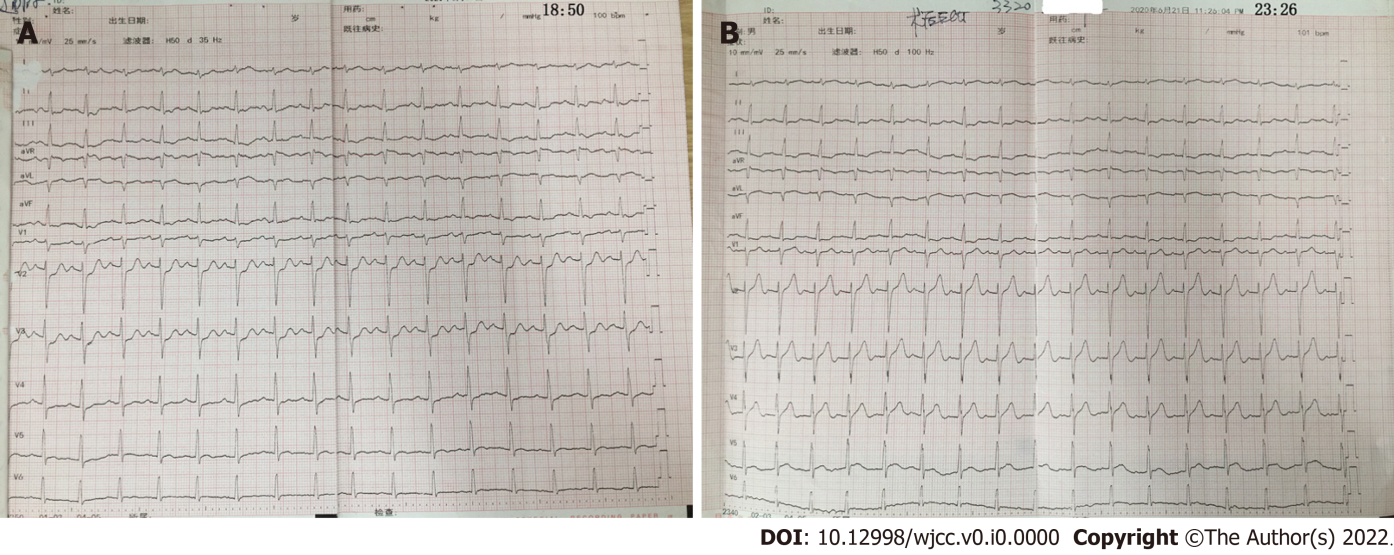 A
ID:
姓名:
18:50
性别:
出生日期:
岁
用药:
cm
kg
/
mmHg
100 bpm
既往病史:
mm/mV 25 mm/s 滤波器: H50 d 35 Hz
I
II
III
aVR
aVL
aVF
V1
V2
V3
V4
V5
V6
检查:
B
ID:
3320
2020年6月21日 11:26:04 PM
23:26
姓名:
男
出生日期:
岁
用药:
cm
kg
/
mmHg
101 bpm
既往病史:
10 mm/mV 25 mm/s 滤波器: H50 d 100 Hz
I
II
III
aVR
aVL
aVF
V1
V2
V3
V4
V5
V6
DOI: 10.12998/wjcc.v0.i0.0000 Copyright ©The Author(s) 2022.